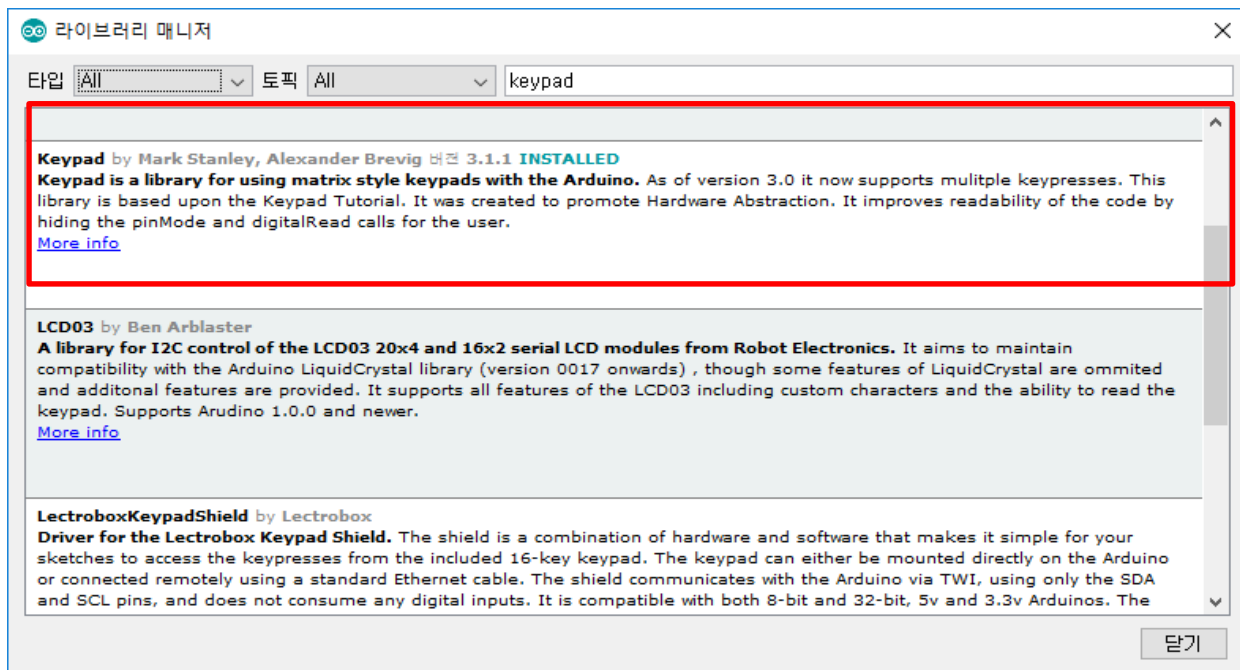 라이브러리 매니저
타입 All 토픽 All keypad
Keypad by Mark Stanley, Alexander Brevig 버전 3.1.1 INSTALLED
Keypad is a library for using matrix style keypads with the Arduino. As of version 3.0 it now supports mulitple keypresses. This
library is based upon the Keypad Tutorial. It was created to promote Hardware Abstraction. It improves readability of the code by
hiding the pinMode and digitalRead calls for the user.
More info
LCD03 by Ben Arblaster
A library for I2C control of the LCD03 20x4 and 16x2 serial LCD modules from Robot Electronics. It aims to maintain
compatibility with the Arduino LiquidCrystal library (version 0017 onwards) , though some features of LiquidCrystal are ommited
and additonal features are provided. It supports all features of the LCD03 including custom characters and the ability to read the
keypad. Supports Arudino 1.0.0 and newer.
More info
LectroboxKeypadShield by Lectrobox
Driver for the Lectrobox Keypad Shield. The shield is a combination of hardware and software that makes it simple for your
sketches to access the keypresses from the included 16-key keypad. The keypad can either be mounted directly on the Arduino
or connected remotely using a standard Ethernet cable. The shield communicates with the Arduino via TWI, using only the SDA
and SCL pins, and does not consume any digital inputs. It is compatible with both 8-bit and 32-bit, 5v and 3.3v Arduinos. The
닫기